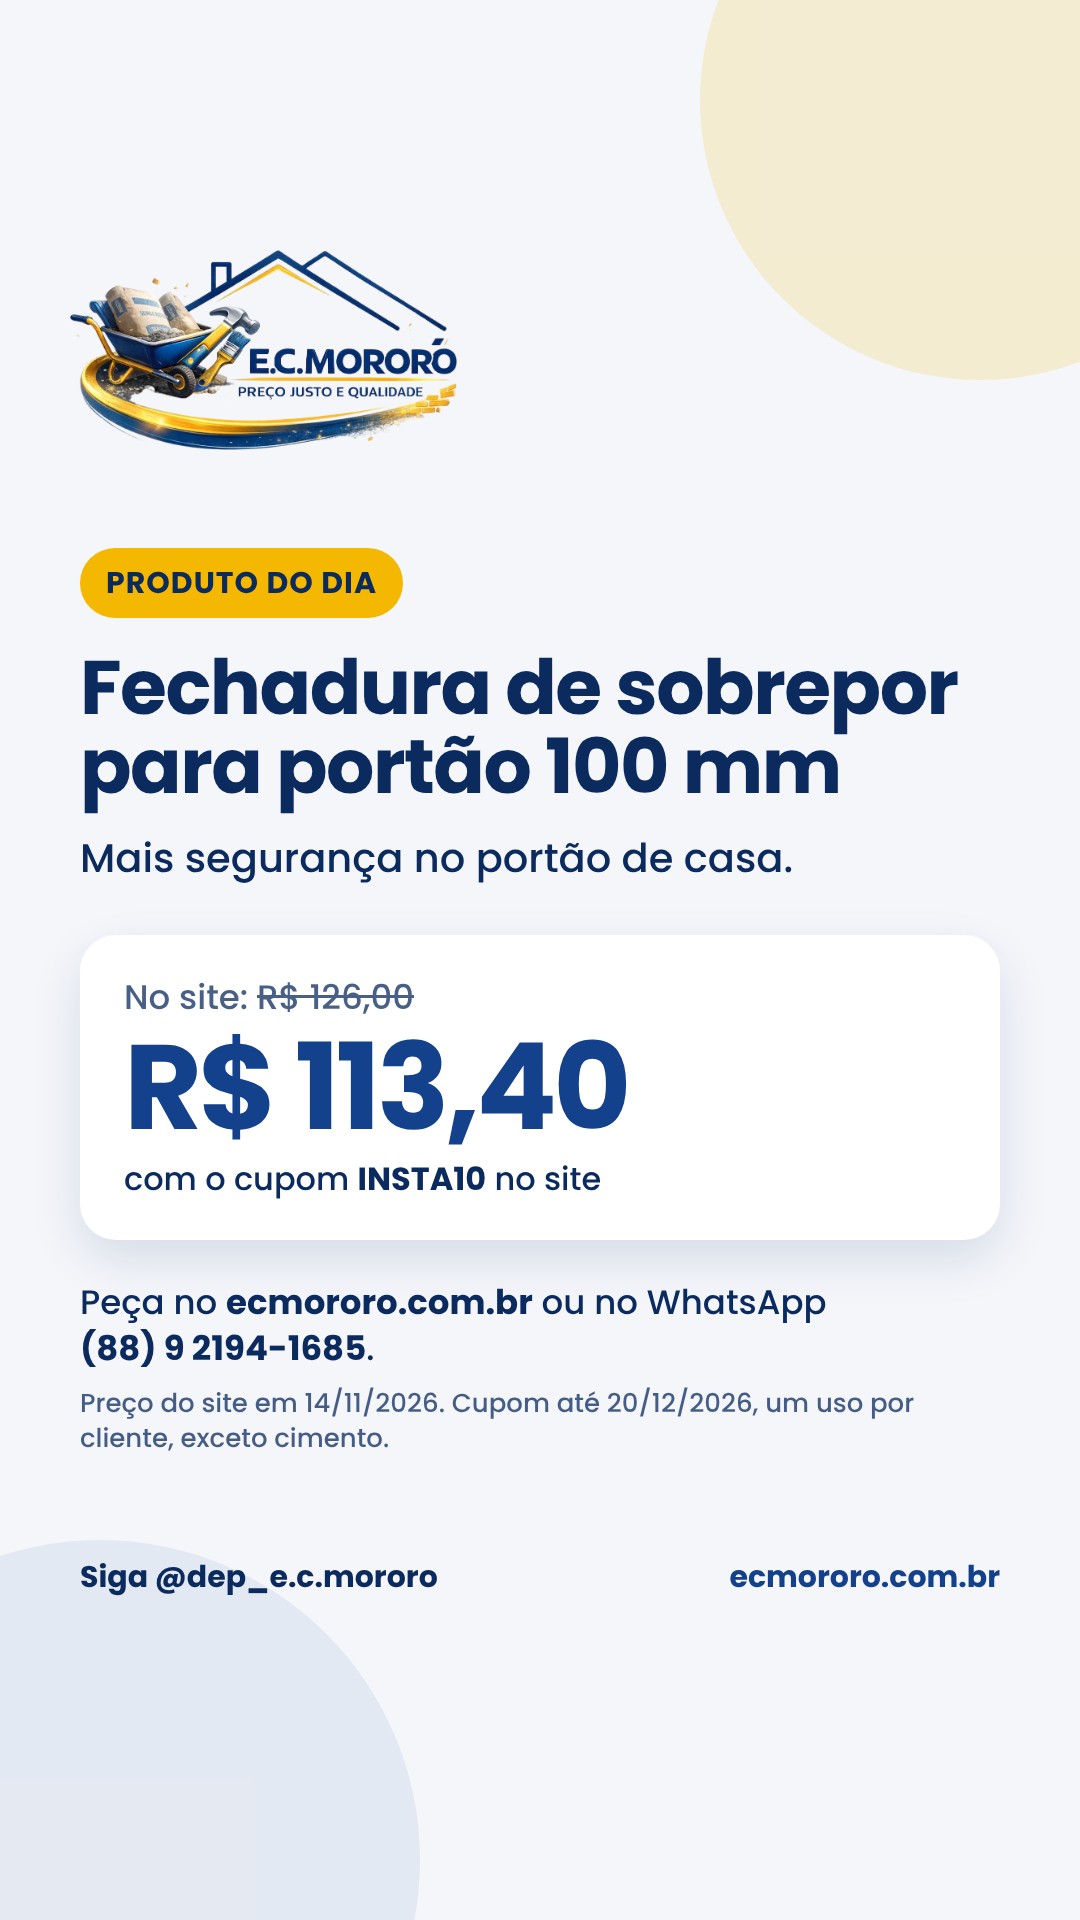 E.C.MORORÓ
PREÇO JUSTO E QUALIDADE
PRODUTO DO DIA
Fechadura de sobrepor
para portão 100 mm
Mais segurança no portão de casa.
No site: R$ 126,00
R$ 113,40
com o cupom INSTA10 no site
Peça no ecmororo.com.br ou no WhatsApp
(88) 9 2194-1685.
Preço do site em 14/11/2026. Cupom até 20/12/2026, um uso por
cliente, exceto cimento.
Siga @dep_e.c.mororo
ecmororo.com.br